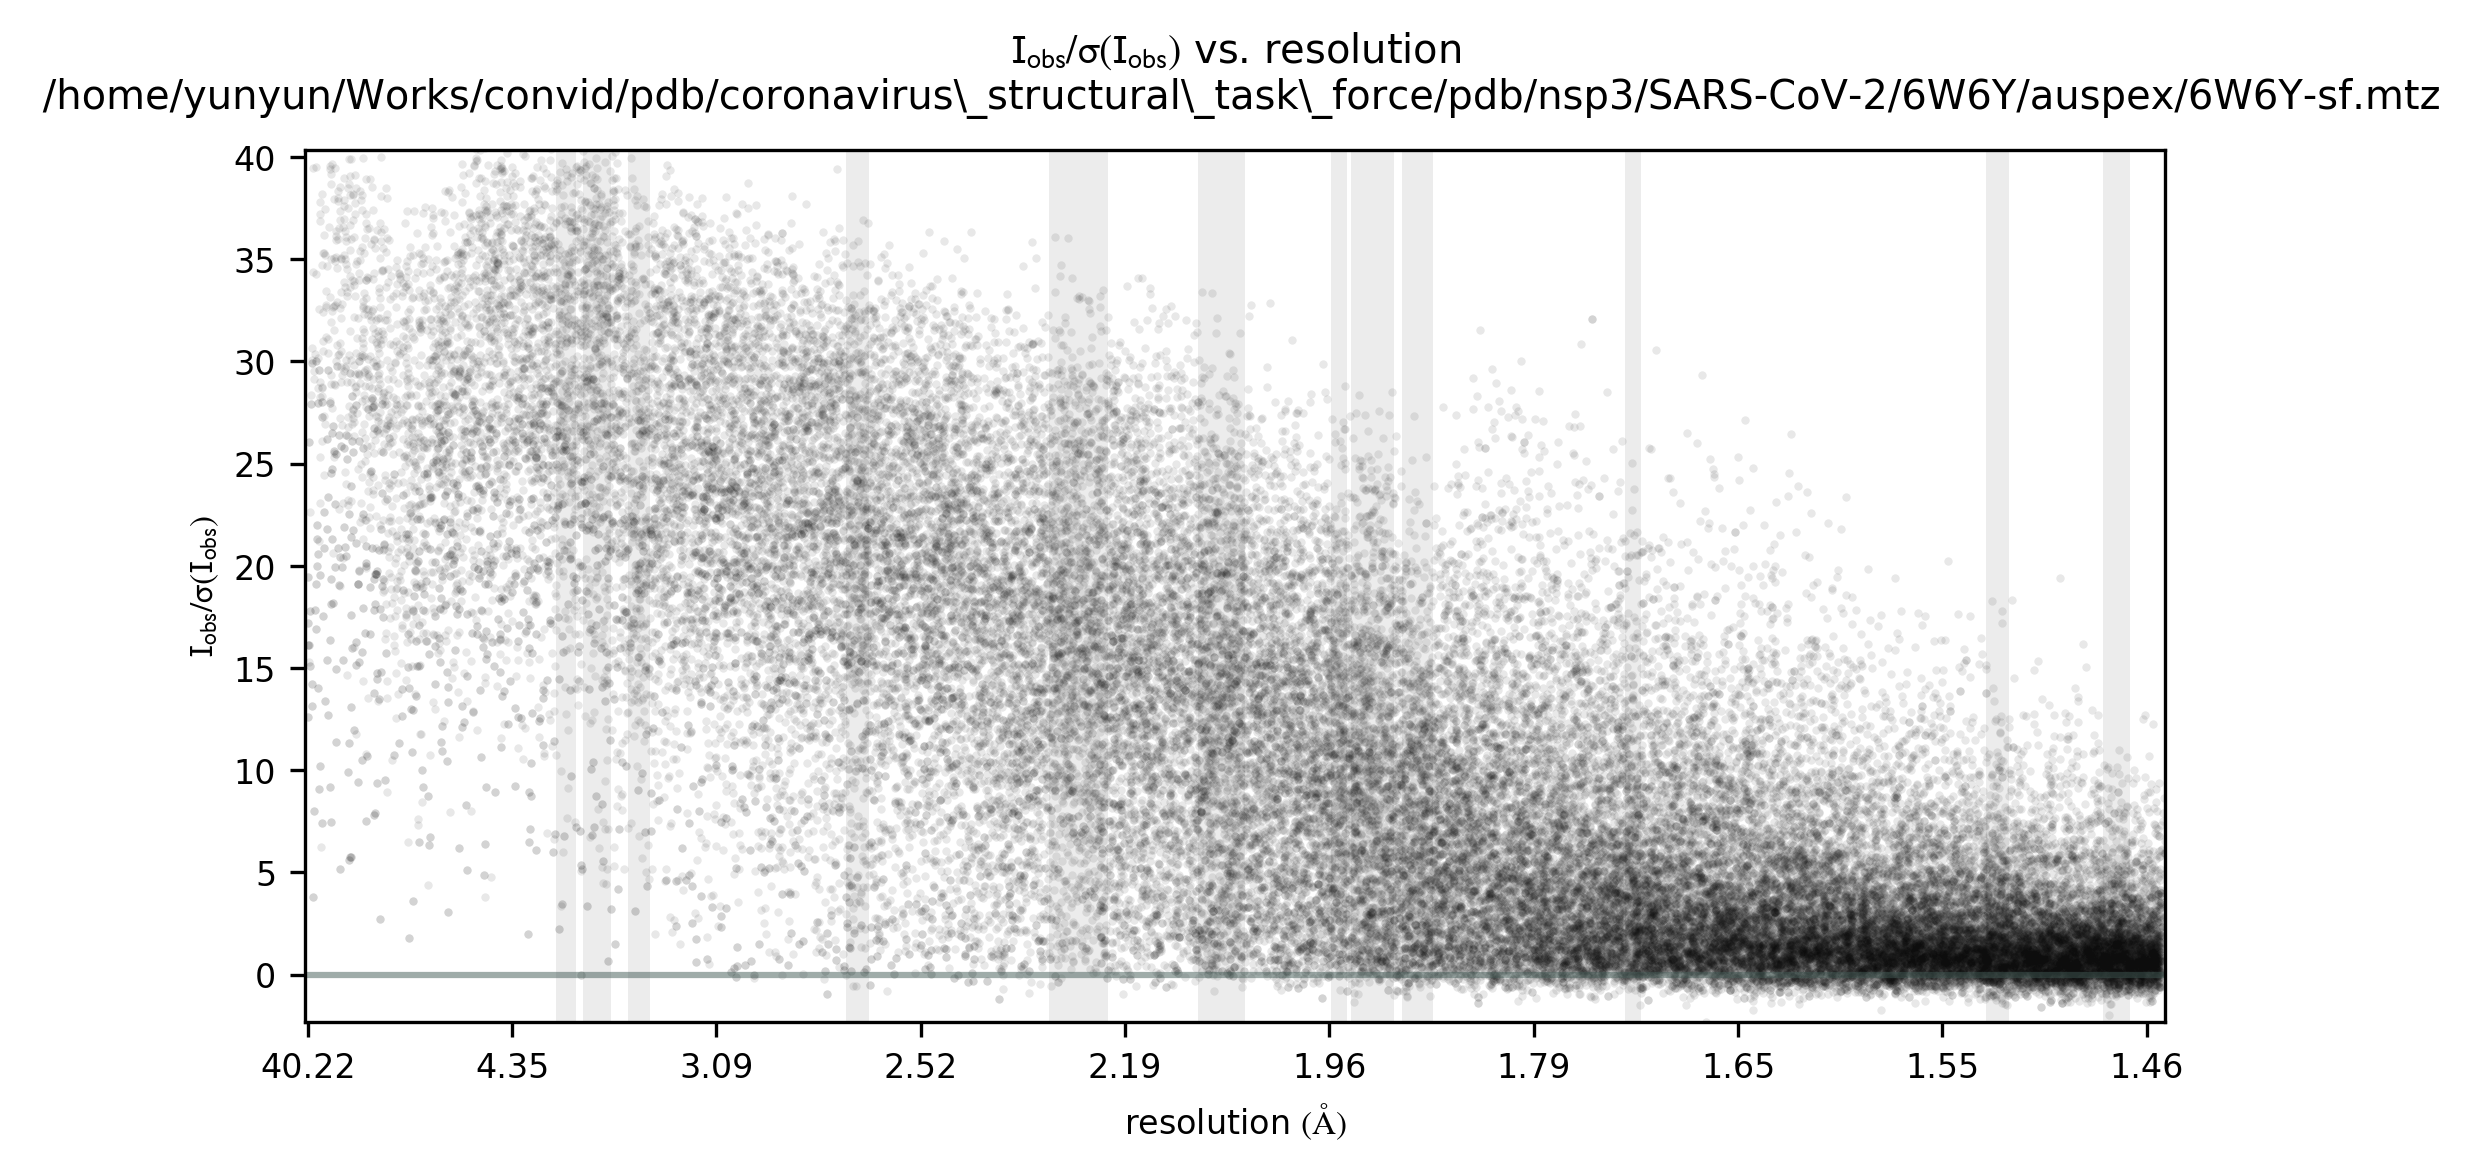 Iobs/σ(Iobs) vs. resolution
/home/yunyun/Works/convid/pdb/coronavirus\_structural\_task\_force/pdb/nsp3/SARS-CoV-2/6W6Y/auspex/6W6Y-sf.mtz
40
35
30
25
20
15
10
5
0
Iobs/σ(Iobs)
40.22 4.35 3.09 2.52 2.19 1.96 1.79 1.65 1.55 1.46
resolution (Å)